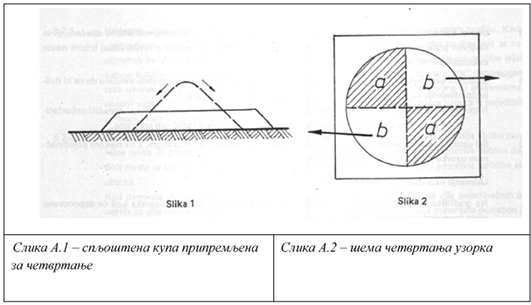 a
b
b
a
Slika 1
Slika 2
Слика А.1 – спљоштена купа припремљена
за четвртање
Слика А.2 – шема четвртања узорка